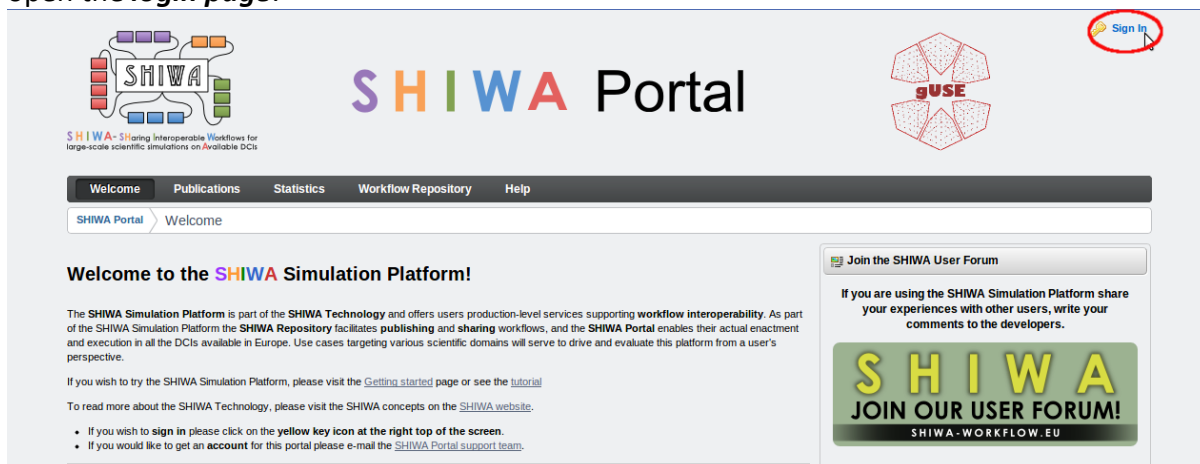 open the login page.
Sign In
SHIWA
SHIWA Portal
gUSE
SHIWA- SHaring Interoperable Workflows for
large-scale scientific simulations on Available DCIs
Welcome Publications Statistics Workflow Repository Help
SHIWA Portal Welcome
Welcome to the SHIWA Simulation Platform!
The SHIWA Simulation Platform is part of the SHIWA Technology and offers users production-level services supporting workflow interoperability. As part
of the SHIWA Simulation Platform the SHIWA Repository facilitates publishing and sharing workflows, and the SHIWA Portal enables their actual enactment
and execution in all the DCIs available in Europe. Use cases targeting various scientific domains will serve to drive and evaluate this platform from a user's
perspective.
If you wish to try the SHIWA Simulation Platform, please visit the Getting started page or see the tutorial
To read more about the SHIWA Technology, please visit the SHIWA concepts on the SHIWA website.
• If you wish to sign in please click on the yellow key icon at the right top of the screen.
• If you would like to get an account for this portal please e-mail the SHIWA Portal support team.
Join the SHIWA User Forum
If you are using the SHIWA Simulation Platform share
your experiences with other users, write your
comments to the developers.
SHIWA
JOIN OUR USER FORUM!
SHIWA-WORKFLOW.EU